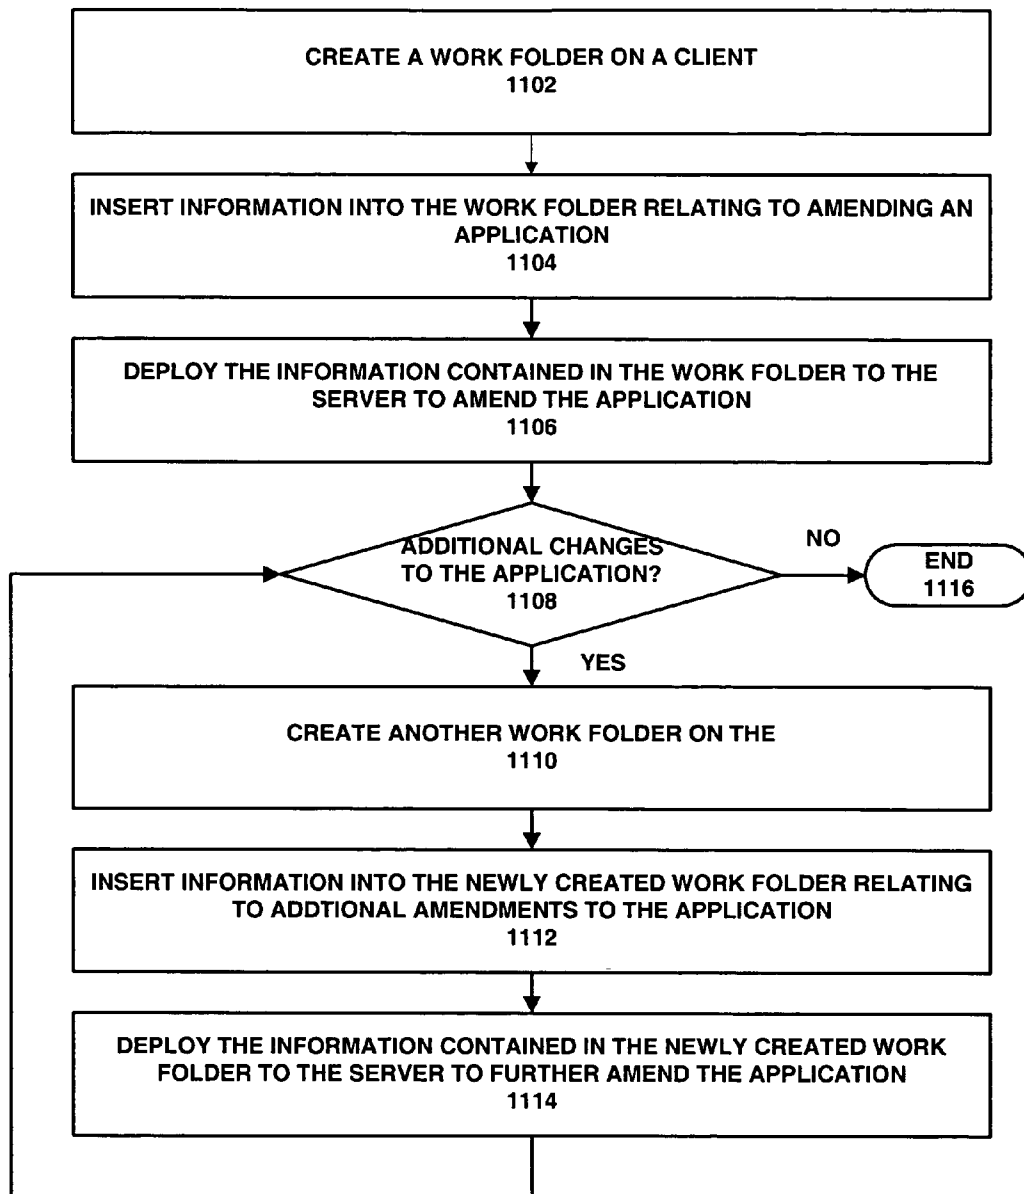 CREATE A WORK FOLDER ON A CLIENT
1102
INSERT INFORMATION INTO THE WORK FOLDER RELATING TO AMENDING AN
APPLICATION
1104
DEPLOY THE INFORMATION CONTAINED IN THE WORK FOLDER TO THE
SERVER TO AMEND THE APPLICATION
1106
ADDITIONAL CHANGES
TO THE APPLICATION?
1108
NO
END
1116
YES
CREATE ANOTHER WORK FOLDER ON THE
1110
INSERT INFORMATION INTO THE NEWLY CREATED WORK FOLDER RELATING
TO ADDTIONAL AMENDMENTS TO THE APPLICATION
1112
DEPLOY THE INFORMATION CONTAINED IN THE NEWLY CREATED WORK
FOLDER TO THE SERVER TO FURTHER AMEND THE APPLICATION
1114